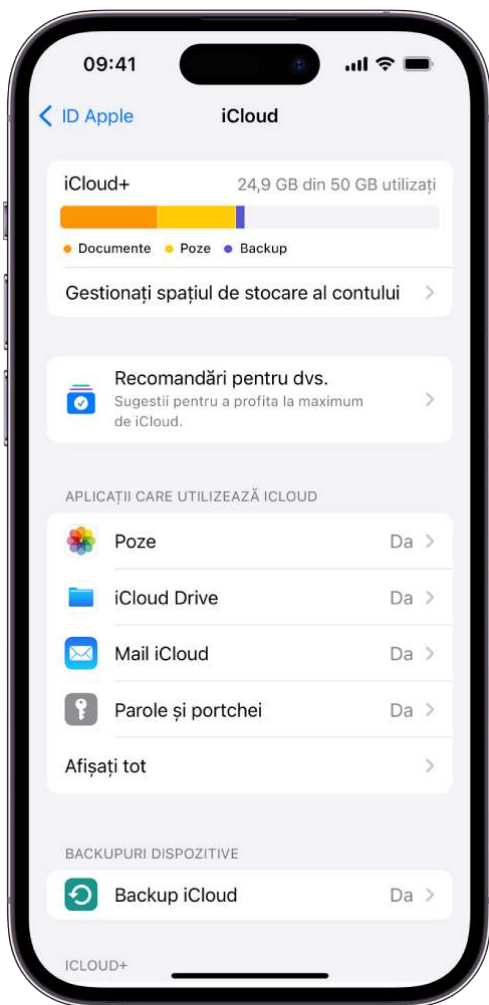 09:41
ID Apple
iCloud
iCloud+
24,9 GB din 50 GB utilizați
Documente
Poze
Backup
Gestionați spațiul de stocare al contului
Recomandări pentru dvs.
Sugestii pentru a profita la maximum
de iCloud.
APLICAȚII CARE UTILIZEAZĂ ICLOUD
Poze
Da
iCloud Drive
Da
Mail iCloud
Da
Parole și portchei
Da
Afișați tot
BACKUPURI DISPOZITIVE
Backup iCloud
Da
ICLOUD+